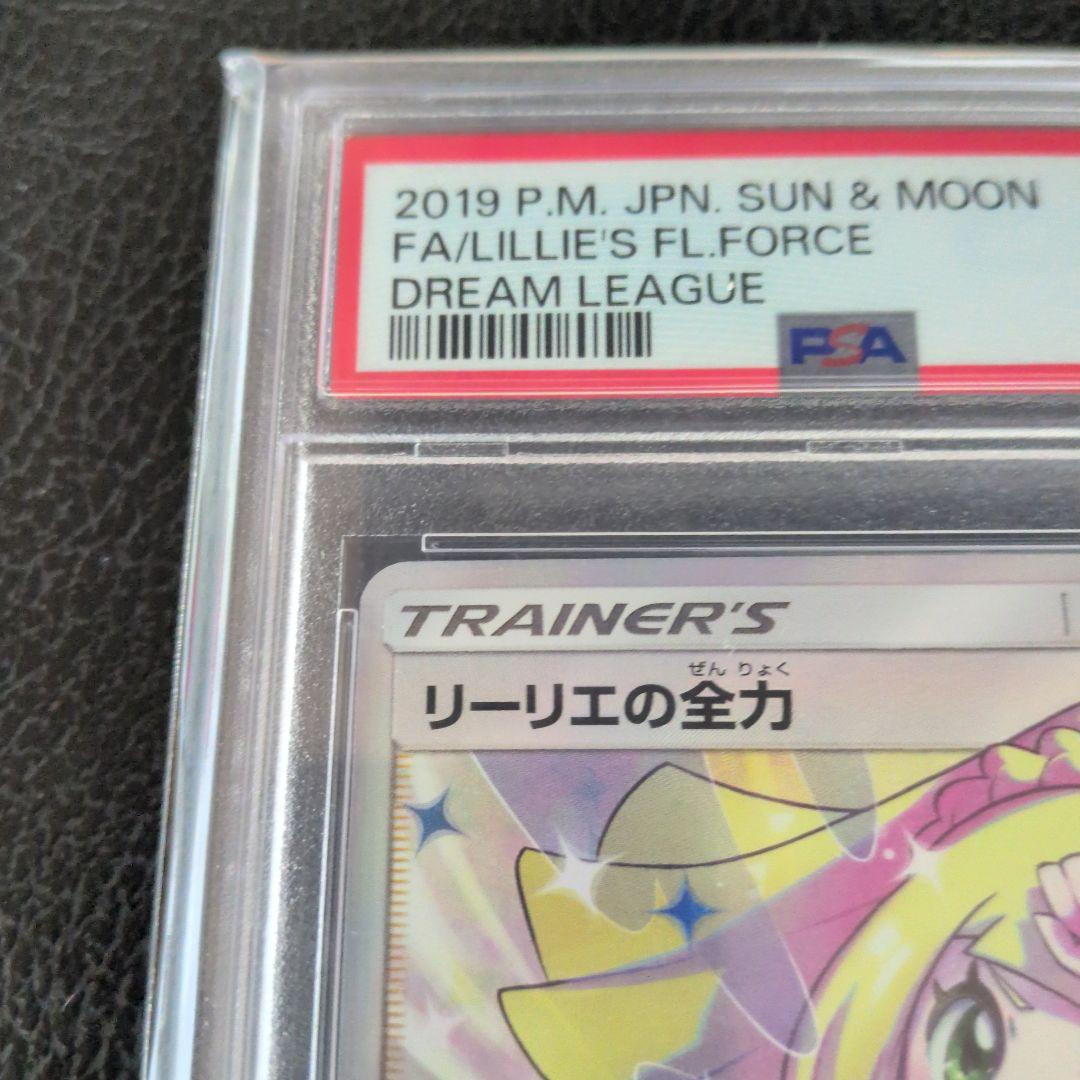 2019 P.M. JPN. SUN & MOON
FA/LILLIE'S FL.FORCE
DREAM LEAGUE
PSA
TRAINER'S
ぜんりょく
リーリエの全力